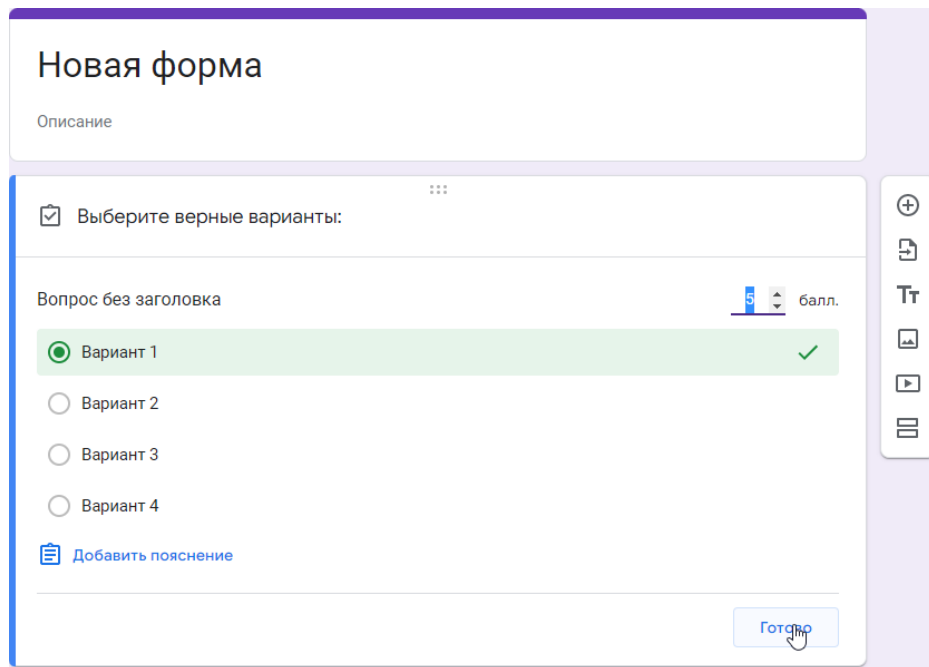 Новая форма
Описание
Выберите верные варианты:
Вопрос без заголовка 5 балл.
Вариант 1
Вариант 2
Вариант 3
Вариант 4
Добавить пояснение
Готово
Тт